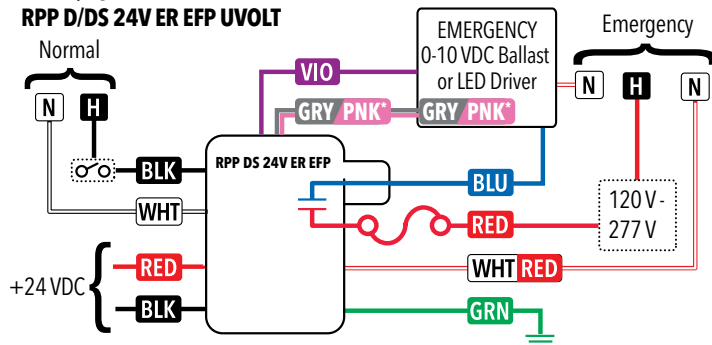 RPP D/DS 24V ER EFP UVOLT
Normal
N H
EMERGENCY
0-10 VDC Ballast
or LED Driver
Emergency
N H N
VIO
GRY/PNK* GRY/PNK*
RPP DS 24V ER EFP
BLK
WHT
BLU
RED
120 V -
277 V
+24 VDC
RED
BLK
WHT RED
GRN